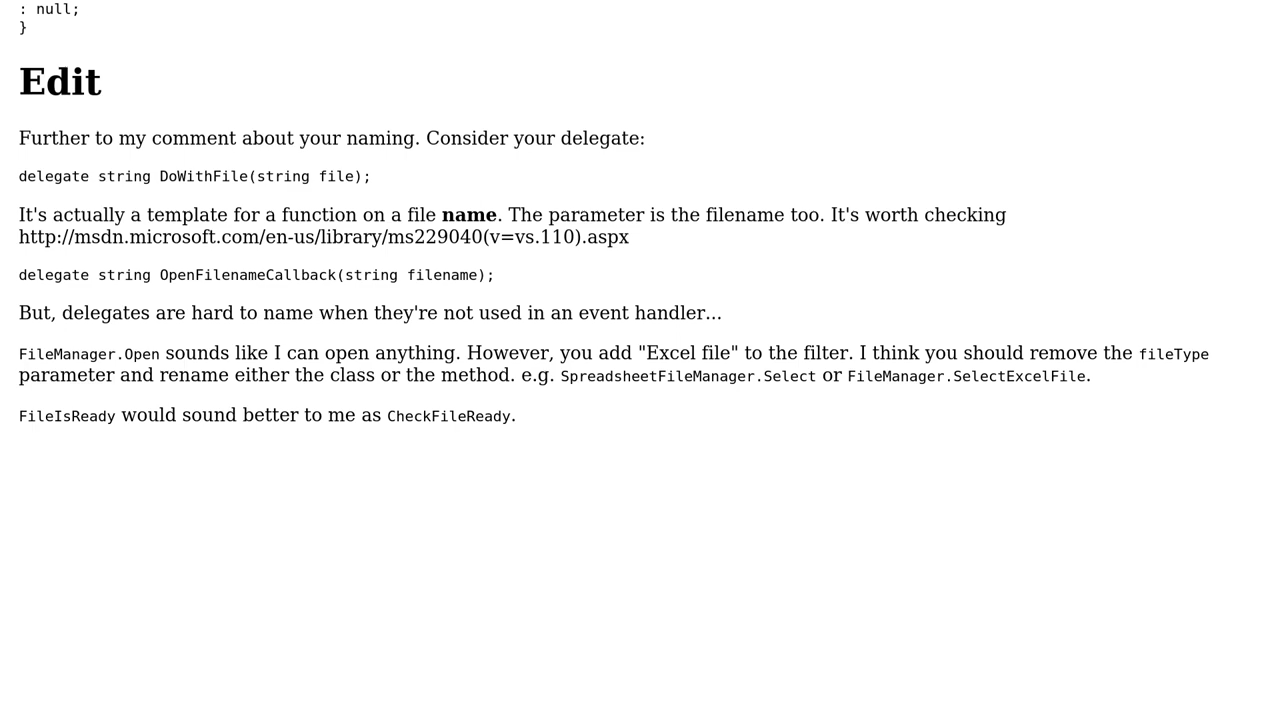 : null;
}
Edit
Further to my comment about your naming. Consider your delegate:
delegate string DoWithFile(string file);
It's actually a template for a function on a file name. The parameter is the filename too. It's worth checking
http://msdn.microsoft.com/en-us/library/ms229040(v=vs.110).aspx
delegate string OpenFilenameCallback(string filename);
But, delegates are hard to name when they're not used in an event handler...
FileManager.Open sounds like I can open anything. However, you add "Excel file" to the filter. I think you should remove the fileType
parameter and rename either the class or the method. e.g. SpreadsheetFileManager.Select or FileManager.SelectExcelFile.
FileIsReady would sound better to me as CheckFileReady.